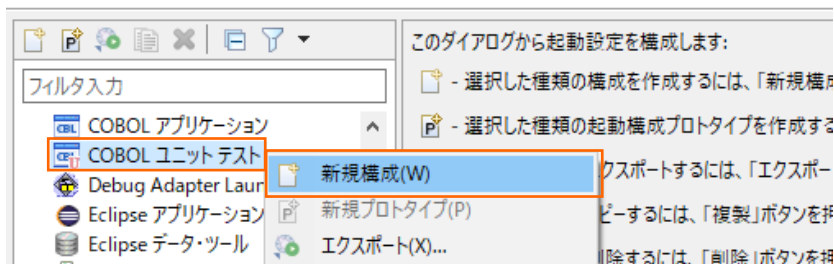 フィルタ入力
COBOL アプリケーション
COBOL ユニット テスト
Debug Adapter Laun
Eclipse アプリケーション
Eclipse データ・ツール
新規構成(W)
新規プロトタイプ(P)
エクスポート(X)...
このダイアログから起動設定を構成します:
- 選択した種類の構成を作成するには、「新規構成
- 選択した種類の起動構成プロトタイプを作成する
クスポートするには、「エクスポー
ピーするには、「複製」ボタンを押
削除するには、「削除」ボタンを押